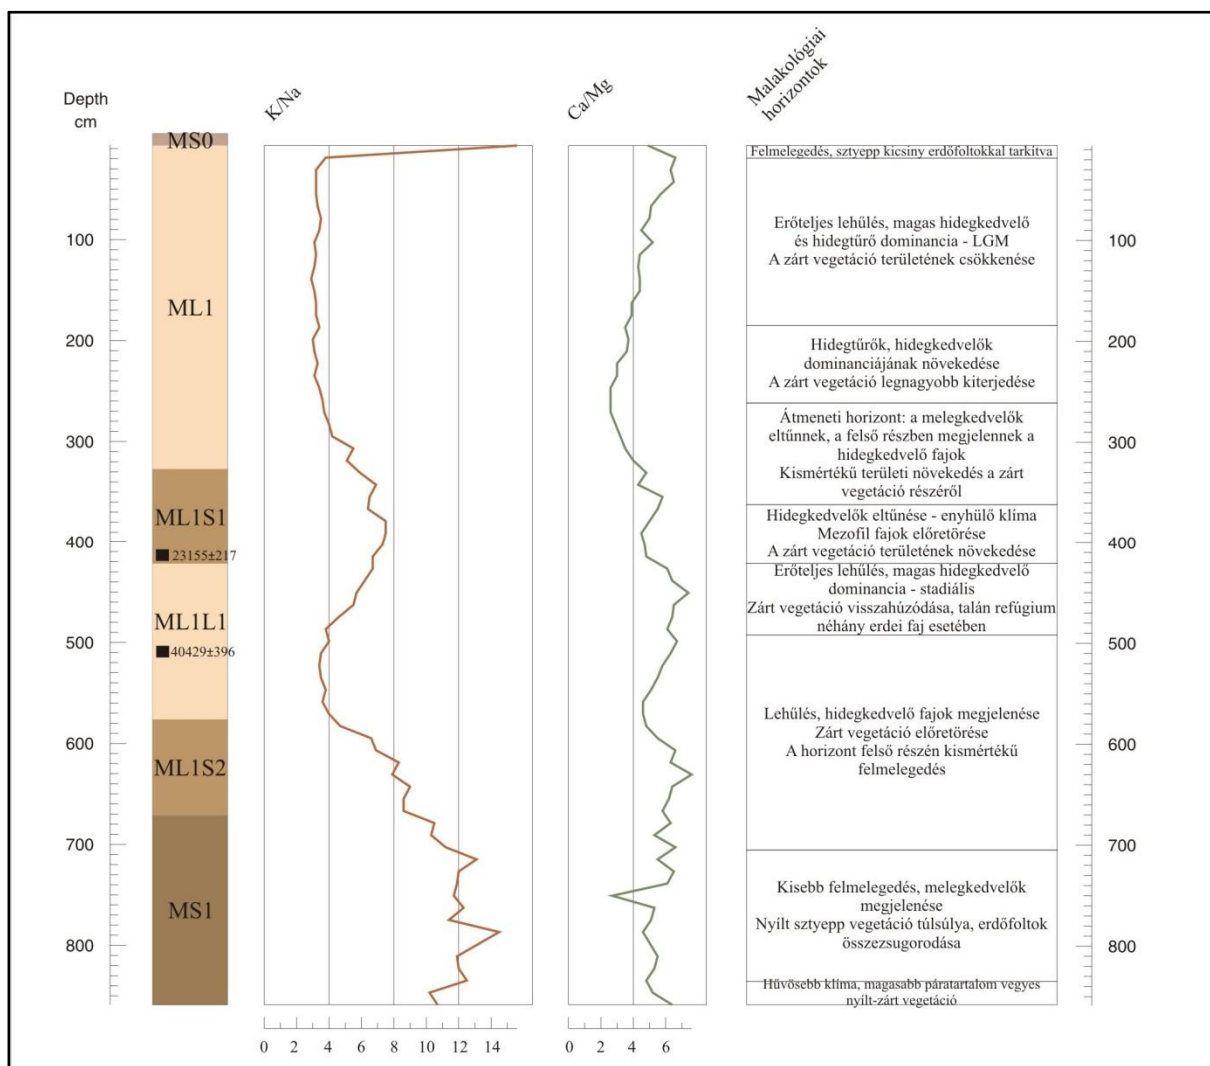 Depth
cm
K/Na
Ca/Mg
Malakológiai
horizontok
100
200
300
400
500
600
700
800
MS0
ML1
ML1S1
23155±217
ML1L1
40429±396
ML1S2
MS1
0 2 4 6 8 10 12 14
0 2 4 6
Felmelegedés, sztyepp kicsiny erdőfoltokkal tarkítva
Erőteljes lehűlés, magas hidegkedvelő
és hidegtűrő dominancia - LGM
A zárt vegetáció területének csökkenése
Hidegtűrők, hidegkedvelők
dominanciájának növekedése
A zárt vegetáció legnagyobb kiterjedése
Átmeneti horizont: a melegkedvelők
eltűnnek, a felső részben megjelennek a
hidegkedvelő fajok
Kismértékű területi növekedés a zárt
vegetáció részéről
Hidegkedvelők eltűnése - enyhülő klíma
Mezofil fajok előretörése
A zárt vegetáció területének növekedése
Erőteljes lehűlés, magas hidegkedvelő
dominancia - stadiális
Zárt vegetáció visszahúzódása, talán refúgium
néhány erdei faj esetében
Lehűlés, hidegkedvelő fajok megjelenése
Zárt vegetáció előretörése
A horizont felső részén kismértékű
felmelegedés
Kisebb felmelegedés, melegkedvelők
megjelenése
Nyílt sztyepp vegetáció túlsúlya, erdőfoltok
összezsugorodása
Hűvösebb klíma, magasabb páratartalom vegyes
nyílt-zárt vegetáció
100
200
300
400
500
600
700
800